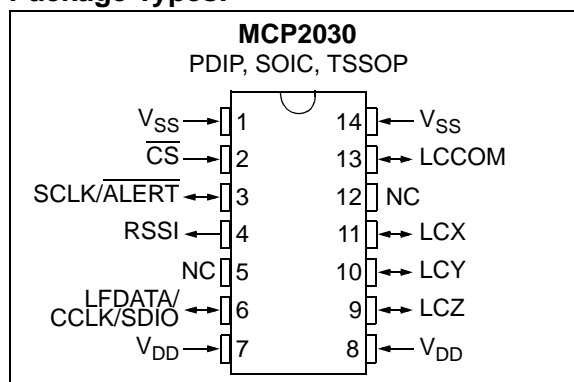 Package Types:
MCP2030
PDIP, SOIC, TSSOP
VSS 1 14 VSS
CS 2 13 LCCOM
SCLK/ALERT 3 12 NC
RSSI 4 11 LCX
NC 5 10 LCY
LFDATA/
CCLK/SDIO 6 9 LCZ
VDD 7 8 VDD